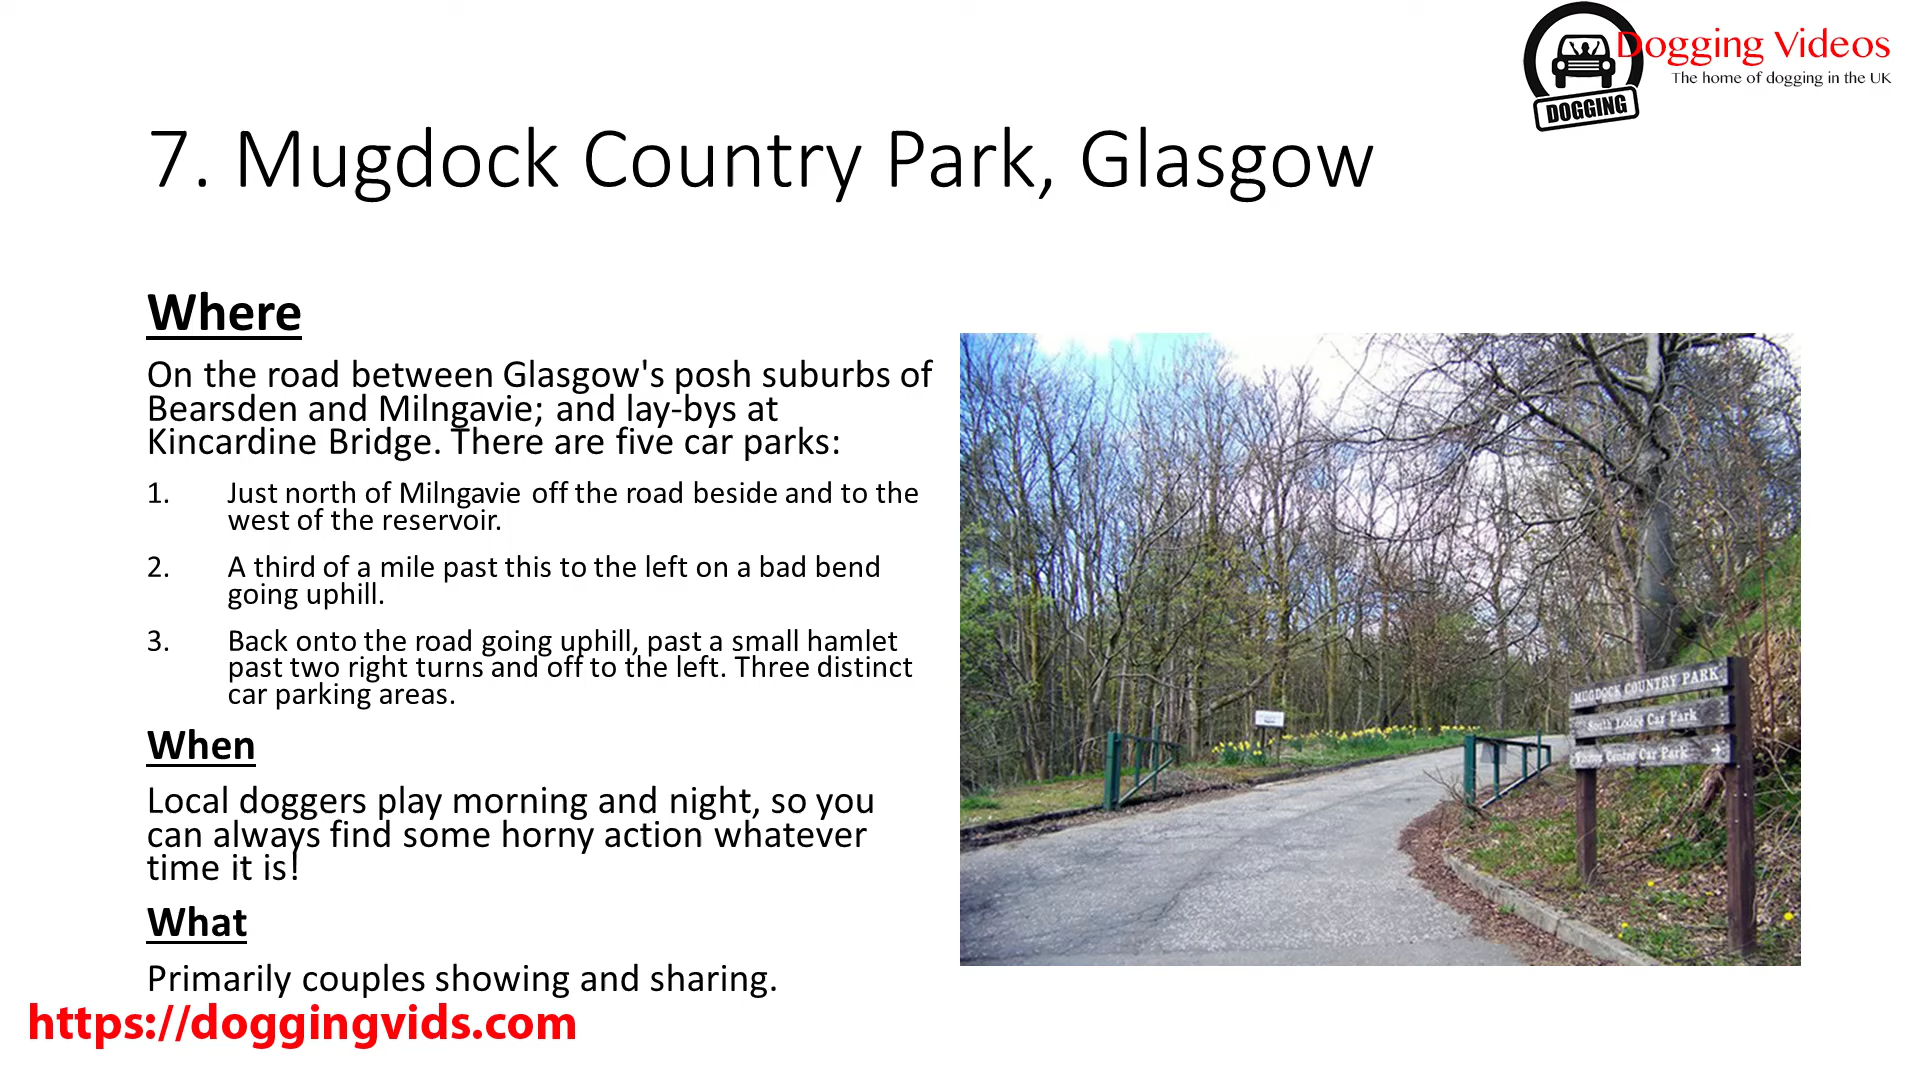 Dogging Videos
The home of dogging in the UK
DOGGING
7. Mugdock Country Park, Glasgow
Where
On the road between Glasgow's posh suburbs of
Bearsden and Milngavie; and lay-bys at
Kincardine Bridge. There are five car parks:
1. Just north of Milngavie off the road beside and to the
west of the reservoir.
2. A third of a mile past this to the left on a bad bend
going uphill.
3. Back onto the road going uphill, past a small hamlet
past two right turns and off to the left. Three distinct
car parking areas.
When
Local doggers play morning and night, so you
can always find some horny action whatever
time it is!
What
Primarily couples showing and sharing.
https://doggingvids.com
MUGDOCK COUNTRY PARK
South Lodge Car Park
Visitor Centre Car Park